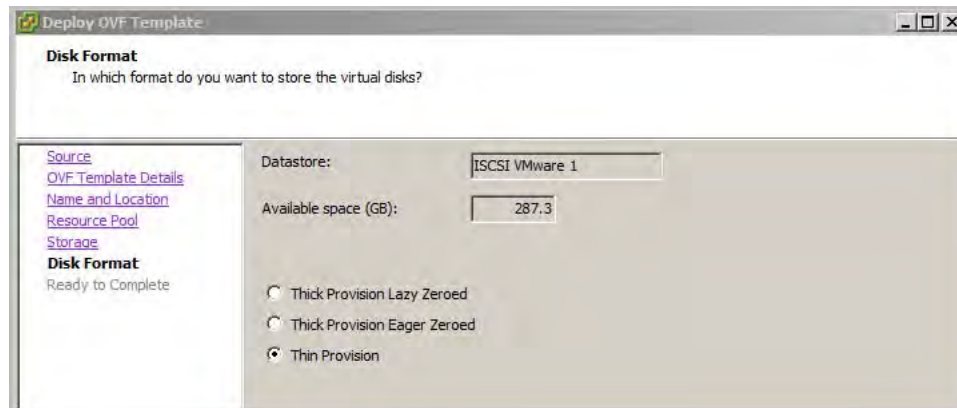 Deploy OVF Template
Disk Format
In which format do you want to store the virtual disks?
Source
OVF Template Details
Name and Location
Resource Pool
Storage
Disk Format
Ready to Complete
Datastore:
ISCSI VMware 1
Available space (GB):
287.3
Thick Provision Lazy Zeroed
Thick Provision Eager Zeroed
Thin Provision